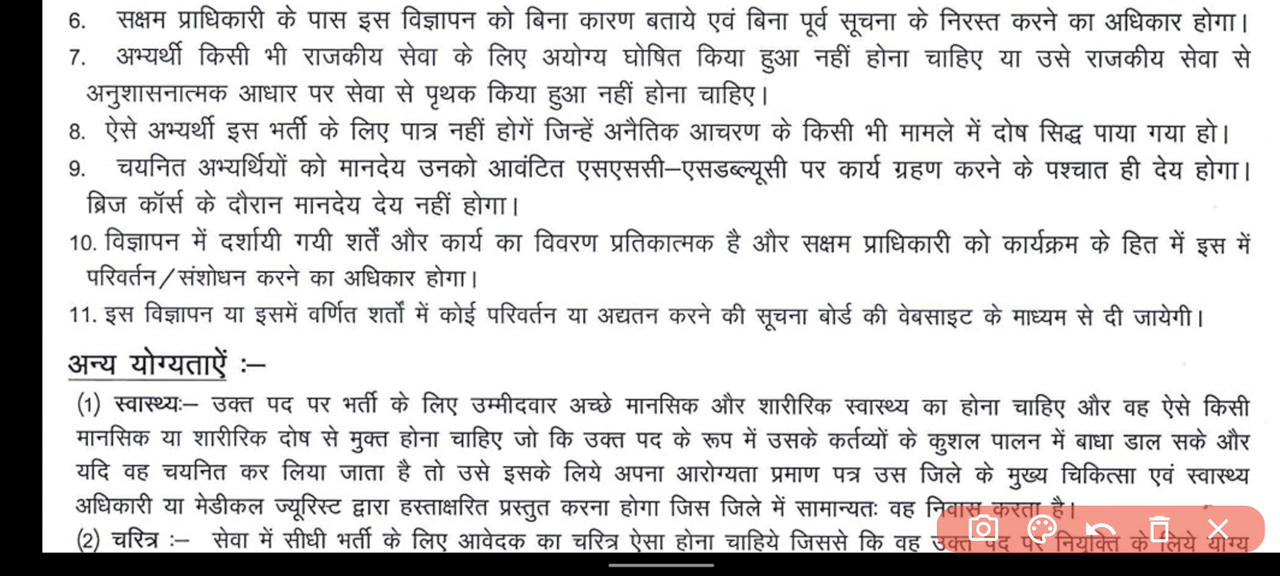 6. सक्षम प्राधिकारी के पास इस विज्ञापन को बिना कारण बताये एवं बिना पूर्व सूचना के निरस्त करने का अधिकार होगा।
7. अभ्यर्थी किसी भी राजकीय सेवा के लिए अयोग्य घोषित किया हुआ नहीं होना चाहिए या उसे राजकीय सेवा से
अनुशासनात्मक आधार पर सेवा से पृथक किया हुआ नहीं होना चाहिए।
8. ऐसे अभ्यर्थी इस भर्ती के लिए पात्र नहीं होगें जिन्हें अनैतिक आचरण के किसी भी मामले में दोष सिद्ध पाया गया हो।
9. चयनित अभ्यर्थियों को मानदेय उनको आवंटित एसएससी–एसडब्ल्यूसी पर कार्य ग्रहण करने के पश्चात ही देय होगा।
ब्रिज कॉर्स के दौरान मानदेय देय नहीं होगा।
10. विज्ञापन में दर्शायी गयी शर्तें और कार्य का विवरण प्रतिकात्मक है और सक्षम प्राधिकारी को कार्यक्रम के हित में इस में
परिवर्तन/संशोधन करने का अधिकार होगा।
11. इस विज्ञापन या इसमें वर्णित शर्तों में कोई परिवर्तन या अद्यतन करने की सूचना बोर्ड की वेबसाइट के माध्यम से दी जायेगी।
अन्य योग्यताऐं :–
(1) स्वास्थ्यः– उक्त पद पर भर्ती के लिए उम्मीदवार अच्छे मानसिक और शारीरिक स्वास्थ्य का होना चाहिए और वह ऐसे किसी
मानसिक या शारीरिक दोष से मुक्त होना चाहिए जो कि उक्त पद के रूप में उसके कर्तव्यों के कुशल पालन में बाधा डाल सके और
यदि वह चयनित कर लिया जाता है तो उसे इसके लिये अपना आरोग्यता प्रमाण पत्र उस जिले के मुख्य चिकित्सा एवं स्वास्थ्य
अधिकारी या मेडीकल ज्यूरिस्ट द्वारा हस्ताक्षरित प्रस्तुत करना होगा जिस जिले में सामान्यतः वह निवास करता है।
(2) चरित्र :– सेवा में सीधी भर्ती के लिए आवेदक का चरित्र ऐसा होना चाहिये जिससे कि वह उक्त पद पर नियुक्ति के लिये योग्य